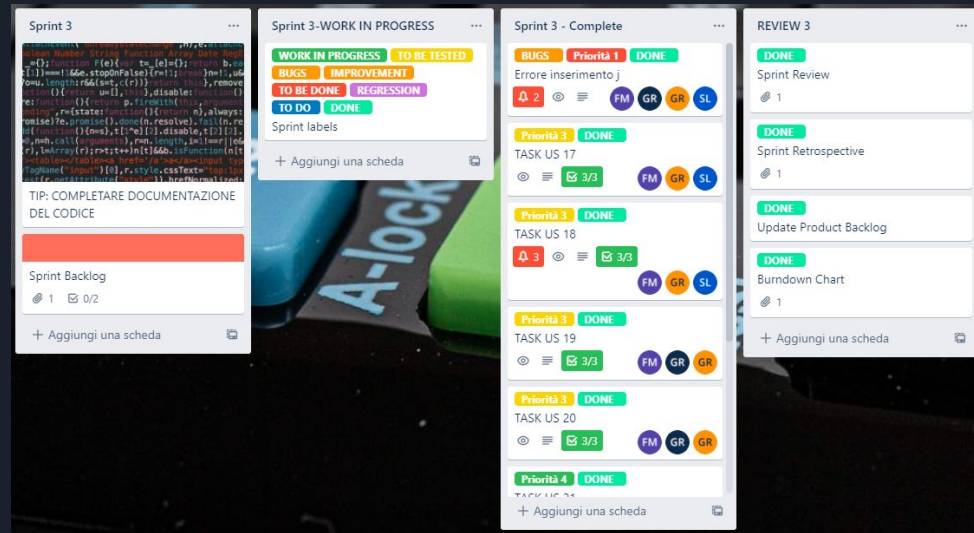 Sprint 3
TIP: COMPLETARE DOCUMENTAZIONE
DEL CODICE
Sprint Backlog
1 0/2
+ Aggiungi una scheda
Sprint 3-WORK IN PROGRESS
WORK IN PROGRESS TO BE TESTED
BUGS IMPROVEMENT
TO BE DONE REGRESSION
TO DO DONE
Sprint labels
+ Aggiungi una scheda
A-lock
Sprint 3 - Complete
BUGS Priorità 1 DONE
Errore inserimento j
2 FM GR GR SL
Priorità 3 DONE
TASK US 17
3/3 FM GR SL
Priorità 3 DONE
TASK US 18
3 3/3
FM GR SL
Priorità 3 DONE
TASK US 19
3/3 FM GR GR
Priorità 3 DONE
TASK US 20
3/3 FM GR GR
Priorità 4 DONE
TASK US 21
+ Aggiungi una scheda
REVIEW 3
DONE
Sprint Review
1
DONE
Sprint Retrospective
1
DONE
Update Product Backlog
DONE
Burndown Chart
1
+ Aggiungi una scheda